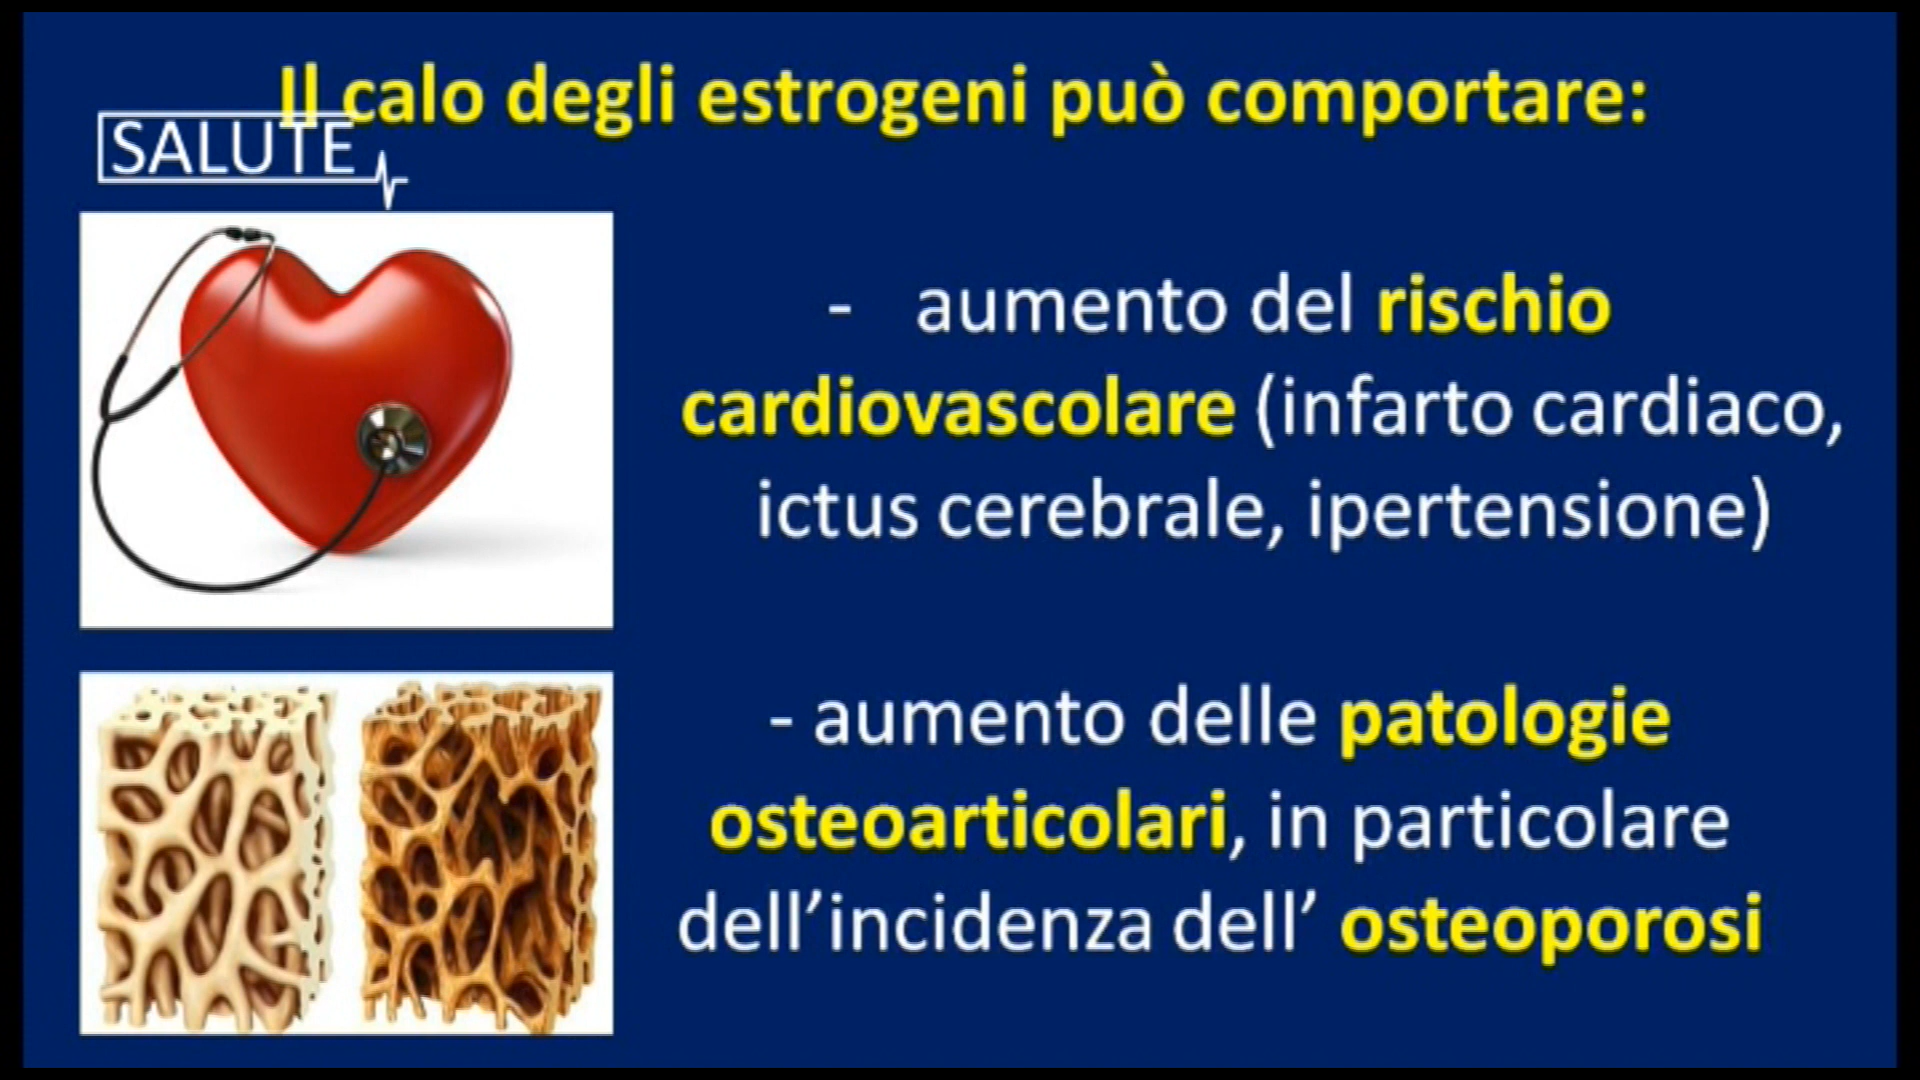 Il calo degli estrogeni può comportare:
SALUTE
- aumento del rischio
cardiovascolare (infarto cardiaco,
ictus cerebrale, ipertensione)
- aumento delle patologie
osteoarticolari, in particolare
dell’incidenza dell’ osteoporosi